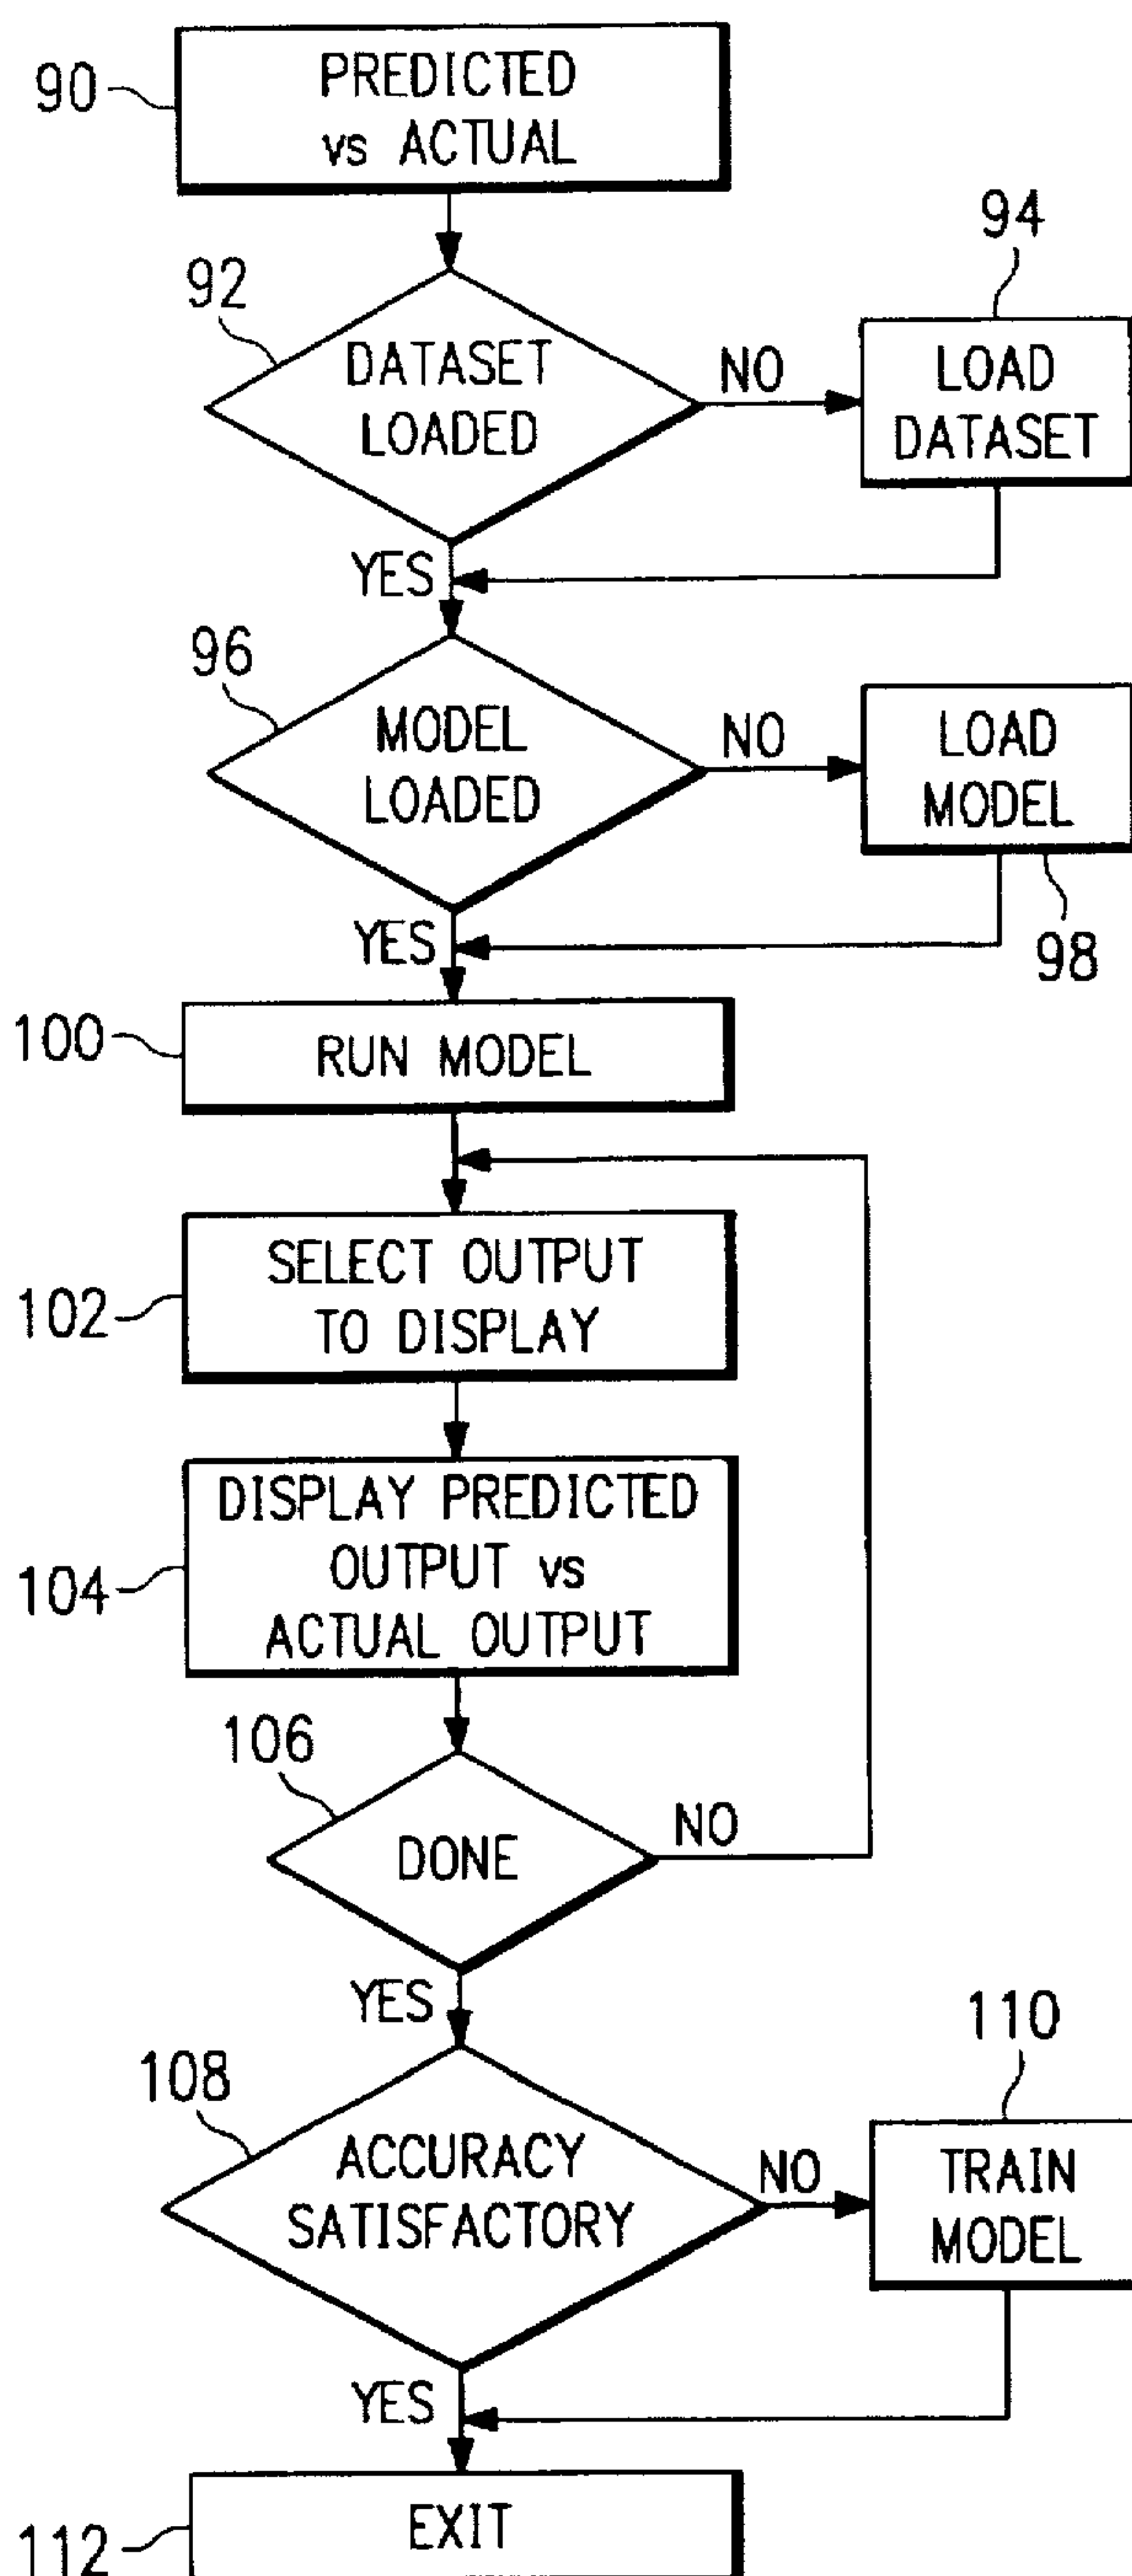 90
PREDICTED
vs ACTUAL
92
DATASET
LOADED
NO
94
LOAD
DATASET
YES
96
MODEL
LOADED
NO
LOAD
MODEL
98
YES
100
RUN MODEL
102
SELECT OUTPUT
TO DISPLAY
104
DISPLAY PREDICTED
OUTPUT vs
ACTUAL OUTPUT
106
DONE
NO
YES
108
ACCURACY
SATISFACTORY
NO
110
TRAIN
MODEL
YES
112
EXIT